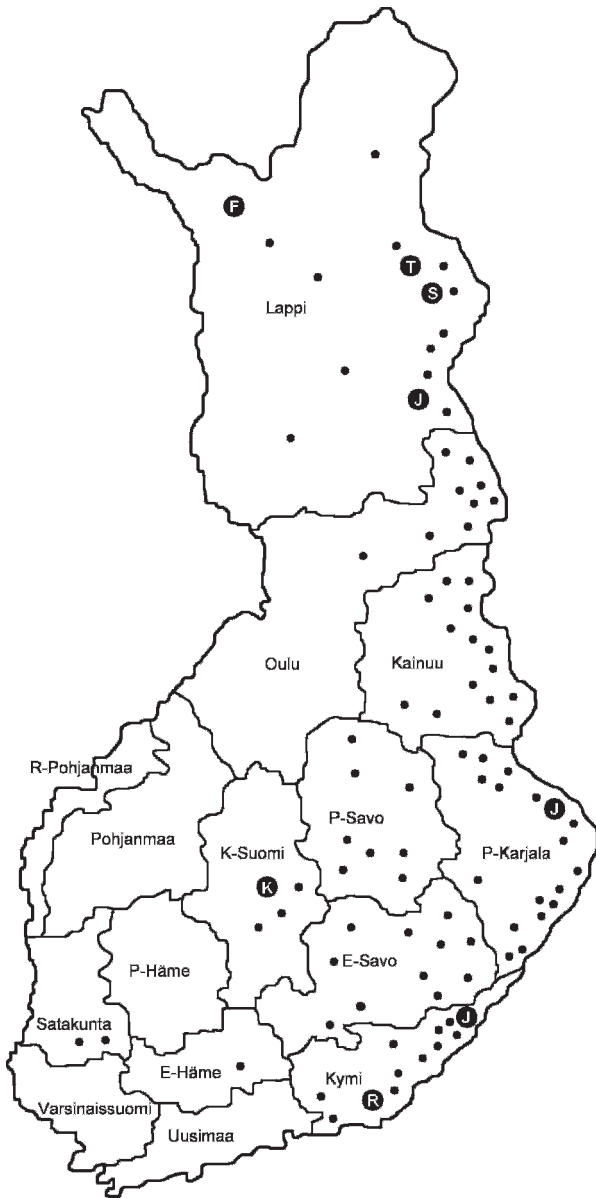 F
T
S
Lappi
J
Oulu
Kainuu
R-Pohjanmaa
J
P-Savo
Pohjanmaa
K-Suomi
P-Karjala
K
E-Savo
P-Häme
J
Satakunta
E-Häme
Kymi
R
Varsinaissuomi
Uusimaa